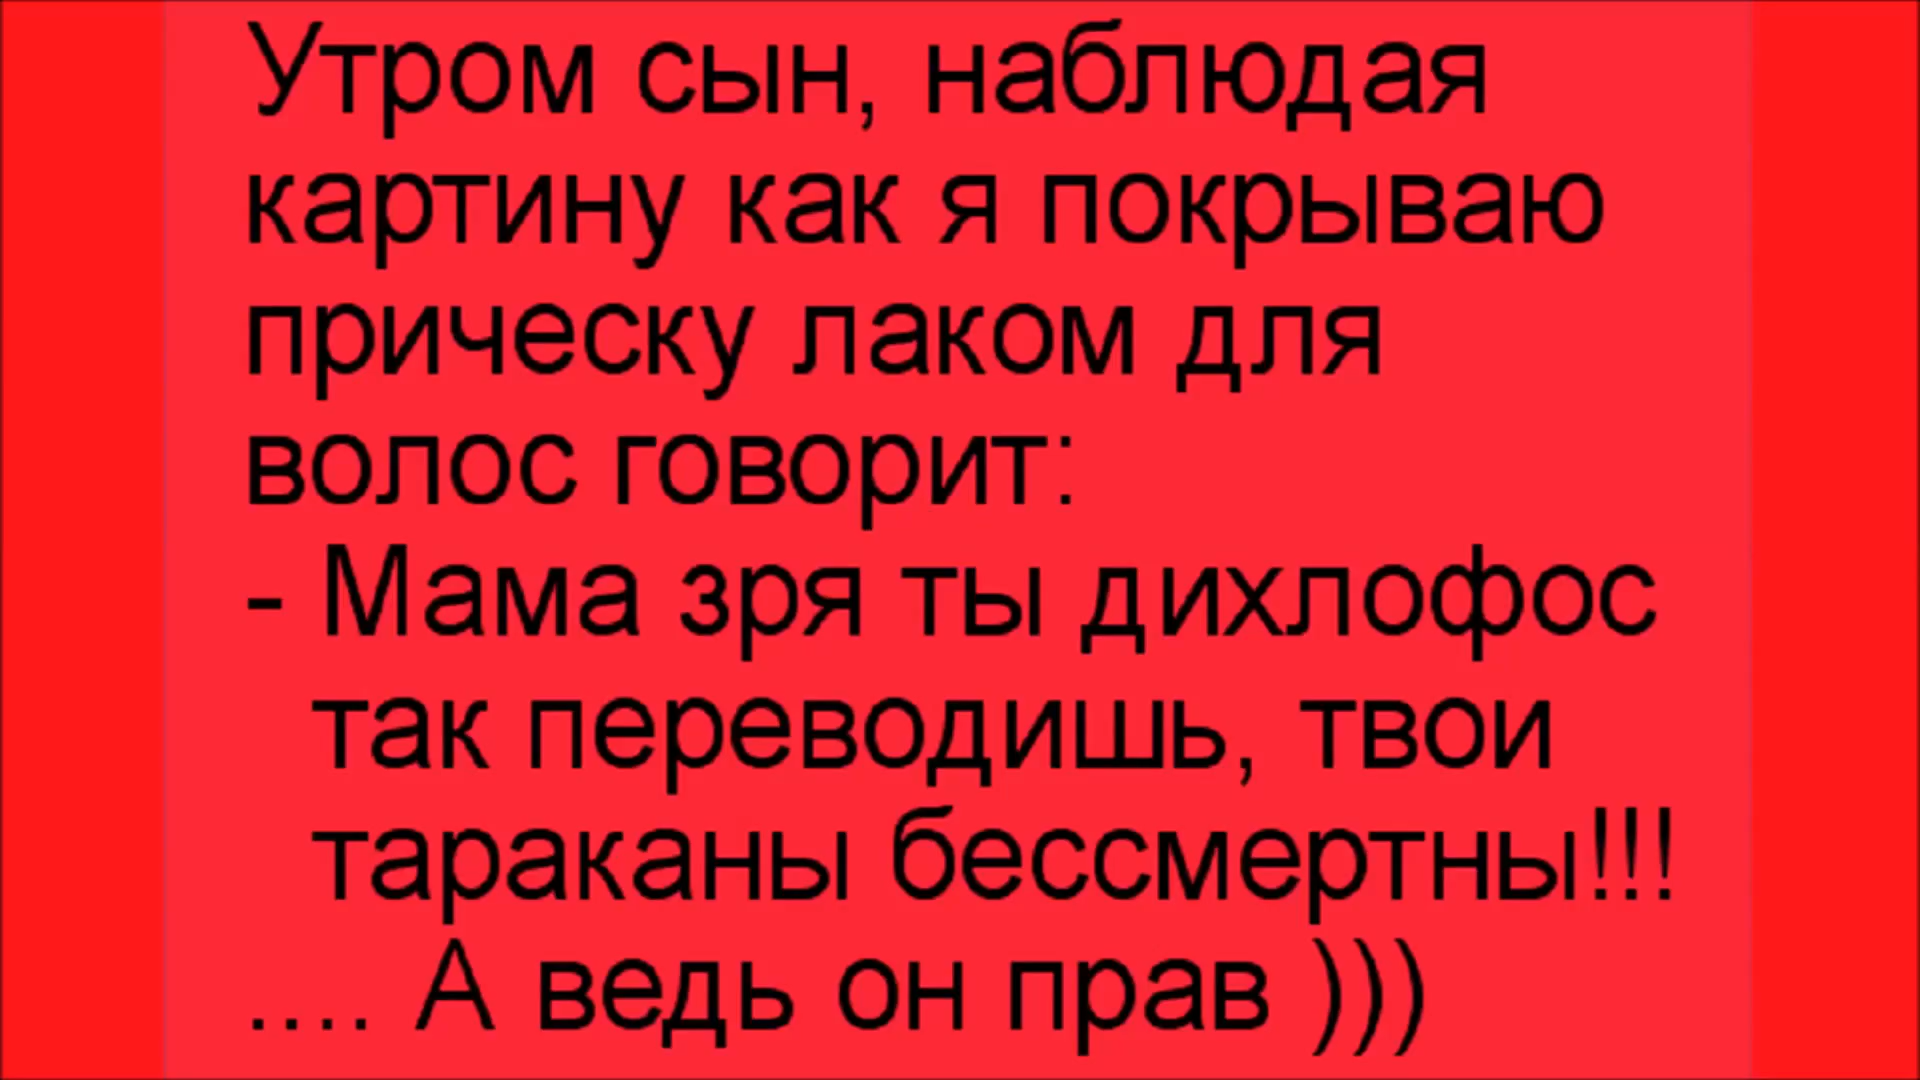 Утром сын, наблюдая
картину как я покрываю
прическу лаком для
волос говорит:
- Мама зря ты дихлофос
так переводишь, твои
тараканы бессмертны!!!
.... А ведь он прав )))